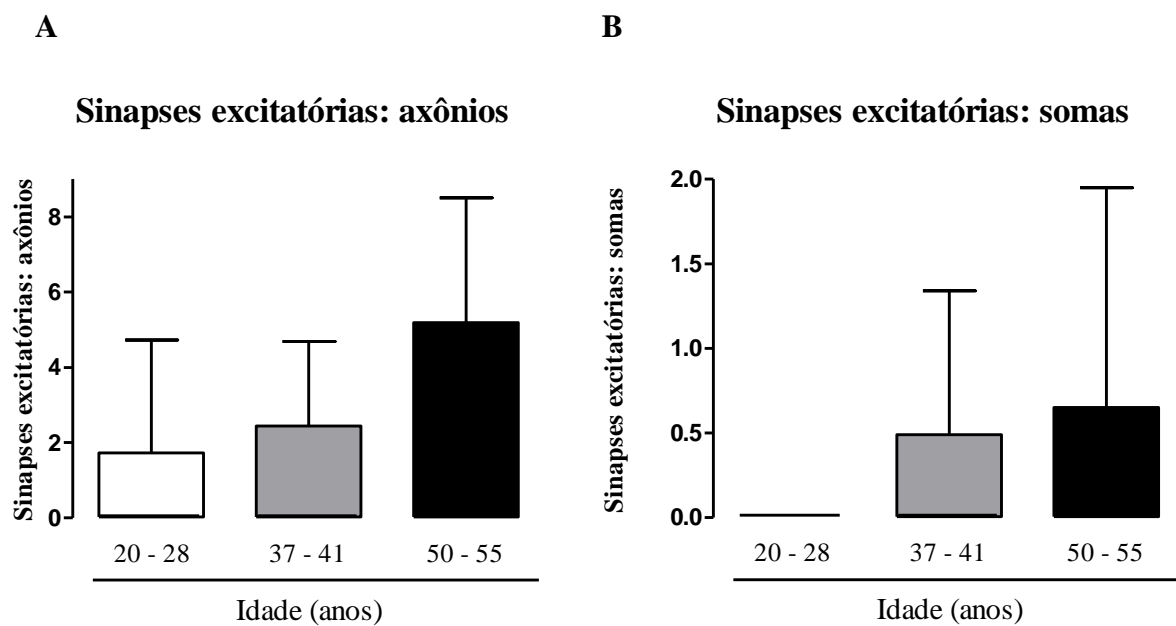 A
Sinapses excitatórias: axônios
Sinapses excitatórias: axônios
8
6
4
2
0
20 - 28
37 - 41
50 - 55
Idade (anos)
B
Sinapses excitatórias: somas
Sinapses excitatórias: somas
2.0
1.5
1.0
0.5
0.0
20 - 28
37 - 41
50 - 55
Idade (anos)